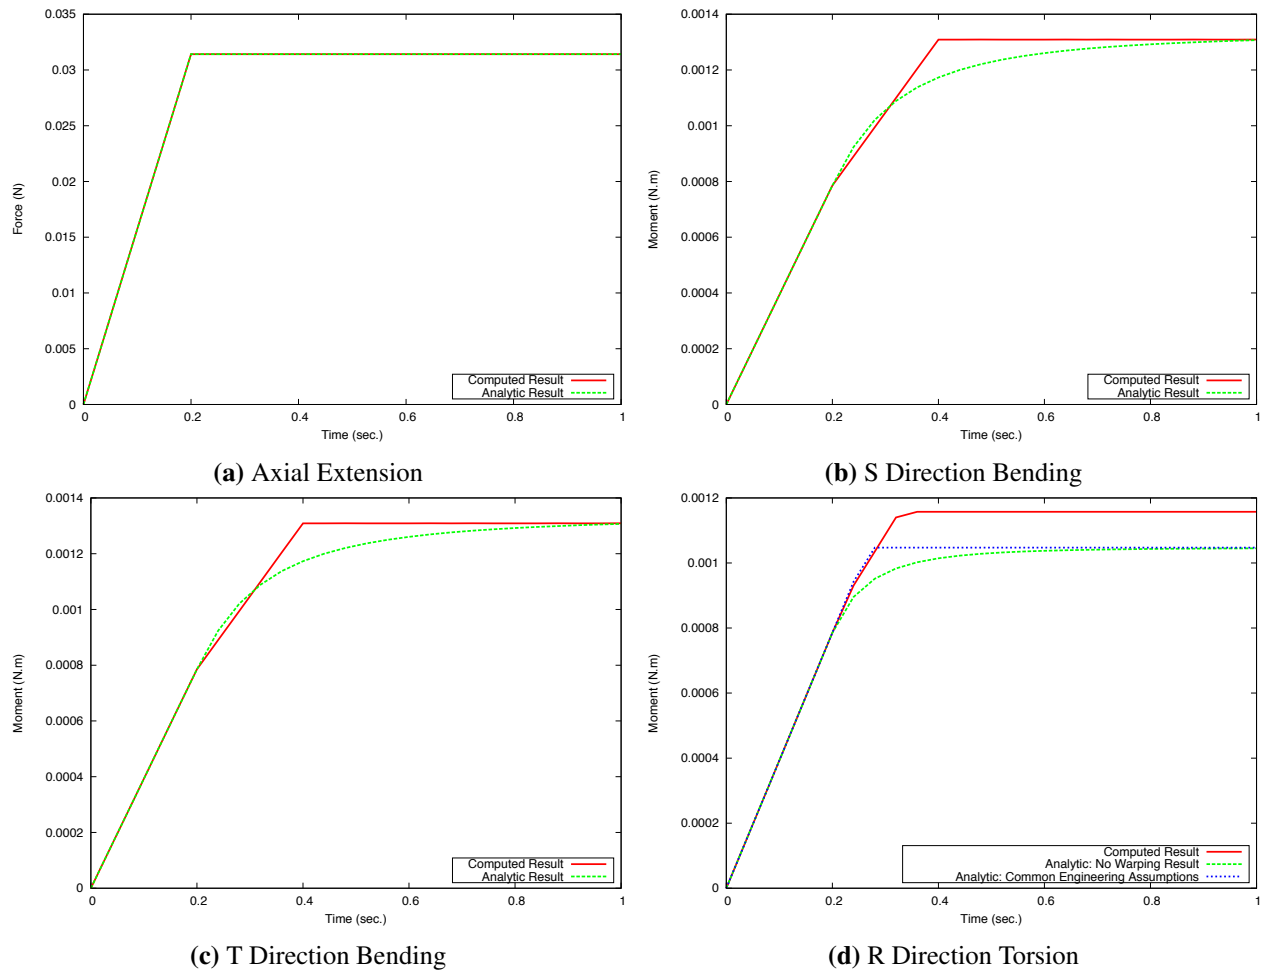 0.035
0.03
0.025
0.02
0.015
0.01
0.005
0
0 0.2 0.4 0.6 0.8 1
Force (N)
Time (sec.)
Computed Result
Analytic Result
(a) Axial Extension
0.0014
0.0012
0.001
0.0008
0.0006
0.0004
0.0002
0
0 0.2 0.4 0.6 0.8 1
Moment (N.m)
Time (sec.)
Computed Result
Analytic Result
(b) S Direction Bending
0.0014
0.0012
0.001
0.0008
0.0006
0.0004
0.0002
0
0 0.2 0.4 0.6 0.8 1
Moment (N.m)
Time (sec.)
Computed Result
Analytic Result
(c) T Direction Bending
0.0012
0.001
0.0008
0.0006
0.0004
0.0002
0
0 0.2 0.4 0.6 0.8 1
Moment (N.m)
Time (sec.)
Computed Result
Analytic: No Warping Result
Analytic: Common Engineering Assumptions
(d) R Direction Torsion